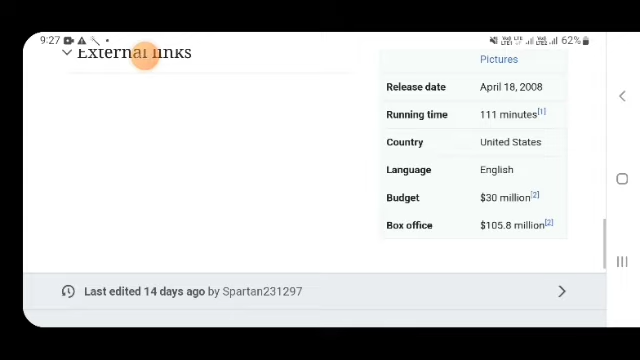 9:27
62%
External links
Pictures
Release date April 18, 2008
Running time 111 minutes[1]
Country United States
Language English
Budget $30 million[2]
Box office $105.8 million[2]
Last edited 14 days ago by Spartan231297